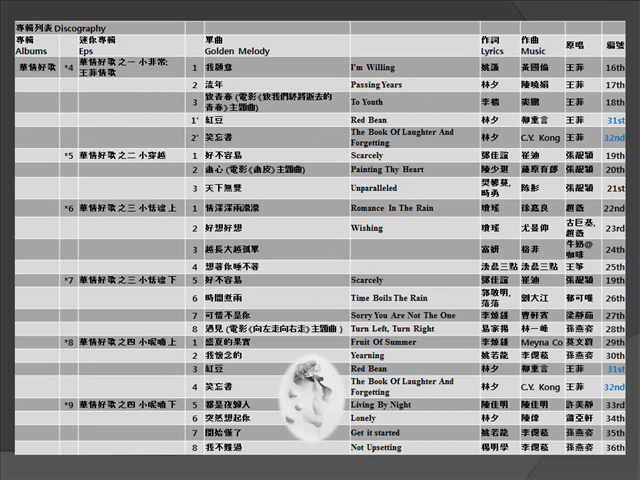 專輯列表 Discography
專輯 迷你專輯 單曲 作詞 作曲 原唱 編號
Albums Eps Golden Melody Lyrics Music
華情好歌 *4 華情好歌之一 小非常: 王菲情歌 1 我願意 I'm Willing 姚謙 黃國倫 王菲 16th
2 流年 Passing Years 林夕 陳曉娟 王菲 17th
3 致青春 (電影《致我們終將逝去的青春》主題曲) To Youth 李檣 竇鵬 王菲 18th
1' 紅豆 Red Bean 林夕 柳重言 王菲 31st
2' 笑忘書 The Book Of Laughter And Forgetting 林夕 C.Y. Kong 王菲 32nd
*5 華情好歌之二 小穿越 1 好不容易 Scarcely 鄧佳誼 崔迪 張靚穎 19th
2 畫心 (電影《畫皮》主題曲) Painting Thy Heart 陳少琪 藤原育郎 張靚穎 20th
3 天下無雙 Unparalleled 樊馨蔓, 時勇 陳彤 張靚穎 21st
*6 華情好歌之三 小恬謐 上 1 情深深雨濛濛 Romance In The Rain 瓊瑤 徐嘉良 趙薇 22nd
2 好想好想 Wishing 瓊瑤 尤景仰 古巨基, 趙薇 23rd
3 越長大越孤單 富妍 格非 牛奶@咖啡 24th
4 想著你睡不著 凌晨三點 凌晨三點 王箏 25th
*7 華情好歌之三 小恬謐 下 5 好不容易 Scarcely 鄧佳誼 崔迪 張靚穎 19th
6 時間煮雨 Time Boils The Rain 郭敬明, 落落 劉大江 郁可唯 26th
7 可惜不是你 Sorry You Are Not The One 李焯雄 曹軒賓 梁靜茹 27th
8 遇見 (電影《向左走向右走》主題曲 ) Turn Left, Turn Right 易家揚 林一峰 孫燕姿 28th
*8 華情好歌之四 小呢喃 上 1 盛夏的果實 Fruit Of Summer 李焯雄 Meyna Co 莫文蔚 29th
2 我懷念的 Yearning 姚若龍 李偲菘 孫燕姿 30th
3 紅豆 Red Bean 林夕 柳重言 王菲 31st
4 笑忘書 The Book Of Laughter And Forgetting 林夕 C.Y. Kong 王菲 32nd
*9 華情好歌之四 小呢喃 下 5 都是夜歸人 Living By Night 陳佳明 陳佳明 許美靜 33rd
6 突然想起你 Lonely 林夕 陳偉 蕭亞軒 34th
7 開始懂了 Get it started 姚若龍 李偲菘 孫燕姿 35th
8 我不難過 Not Upsetting 楊明學 李偲菘 孫燕姿 36th